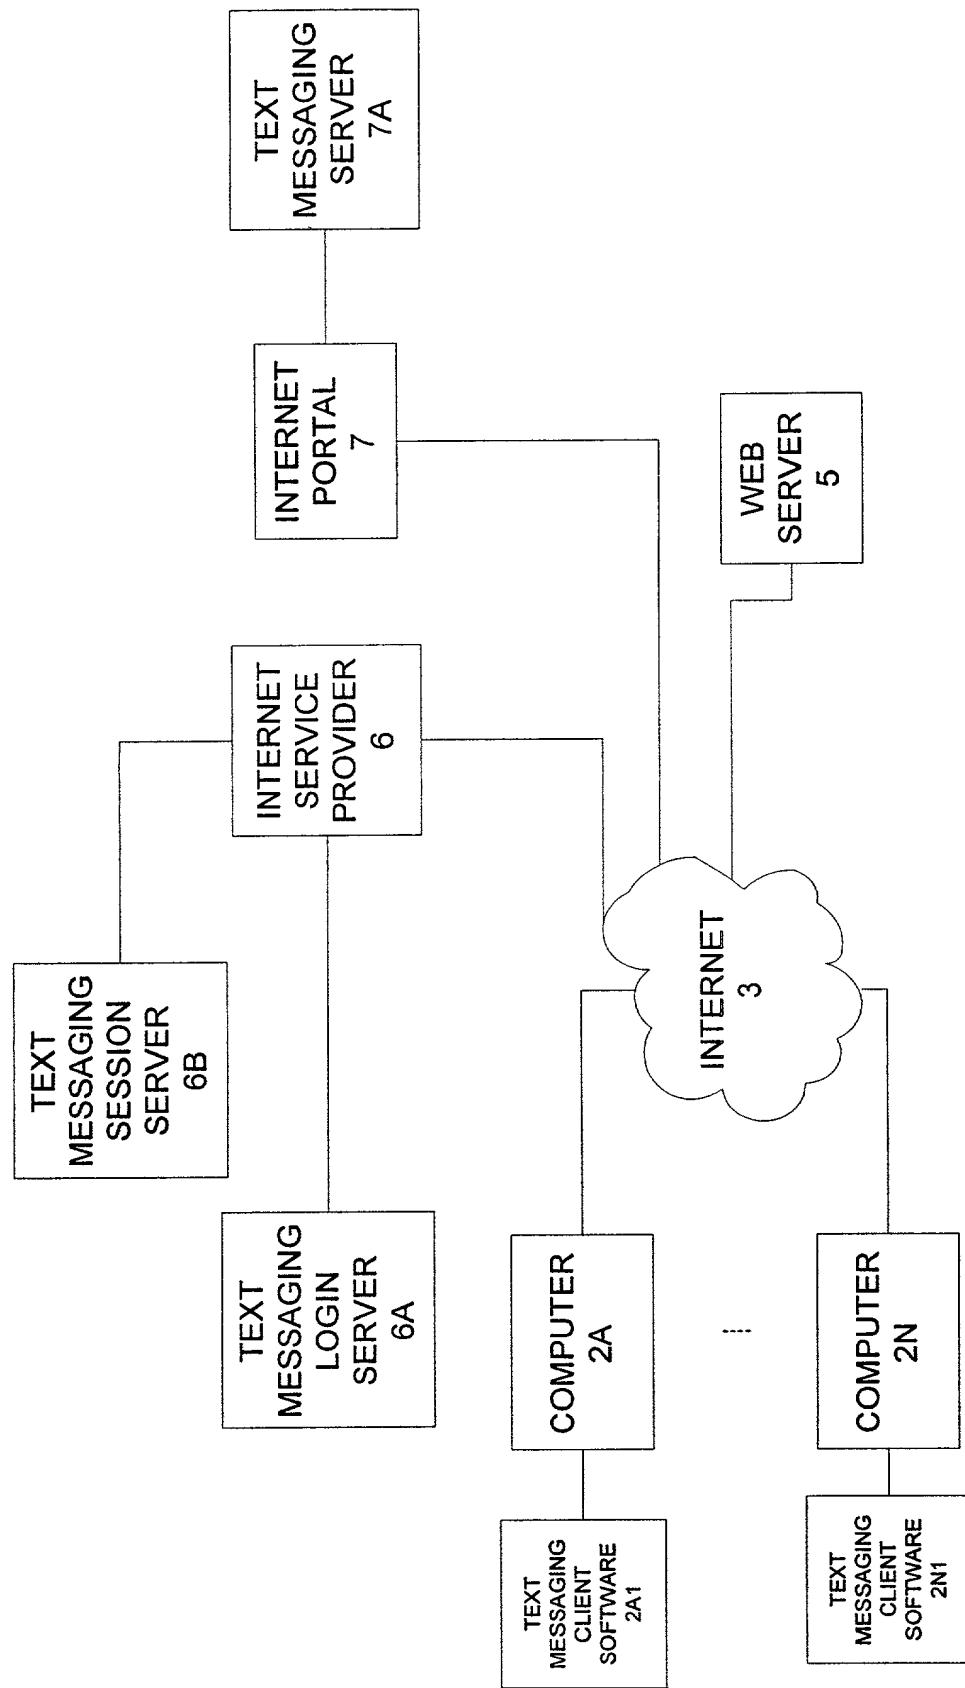 TEXT
MESSAGING
SESSION
SERVER
6B
TEXT
MESSAGING
LOGIN
SERVER
6A
INTERNET
SERVICE
PROVIDER
6
INTERNET
PORTAL
7
TEXT
MESSAGING
SERVER
7A
TEXT
MESSAGING
CLIENT
SOFTWARE
2A1
COMPUTER
2A
INTERNET
3
WEB
SERVER
5
TEXT
MESSAGING
CLIENT
SOFTWARE
2N1
COMPUTER
2N